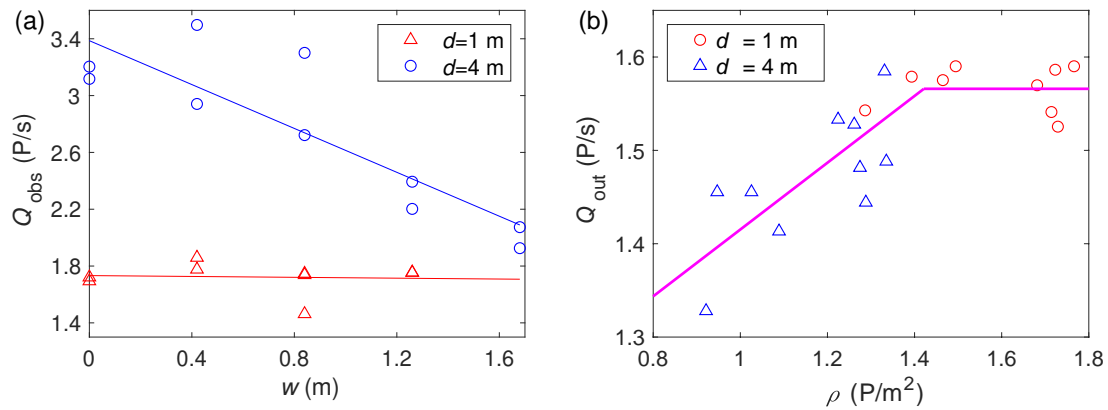 (a)
3.4
3
2.6
2.2
1.8
1.4
Q_obs (P/s)
d=1 m
d=4 m
0 0.4 0.8 1.2 1.6
w (m)
(b)
1.6
1.5
1.4
1.3
Q_out (P/s)
d = 1 m
d = 4 m
0.8 1 1.2 1.4 1.6 1.8
ρ (P/m²)